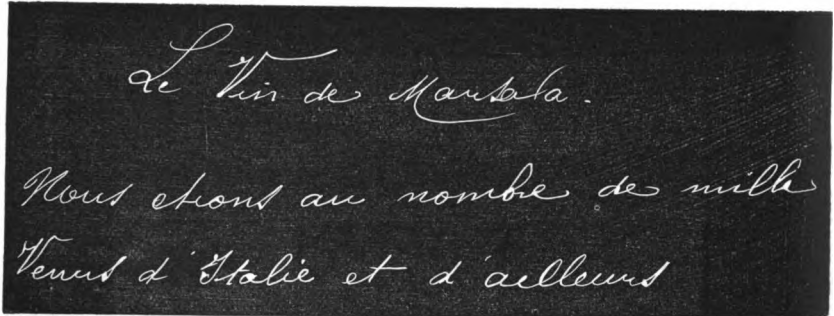 Le Vin de Marsala.
Nous etions au nombre de mille
Venus d'Italie et d'ailleurs